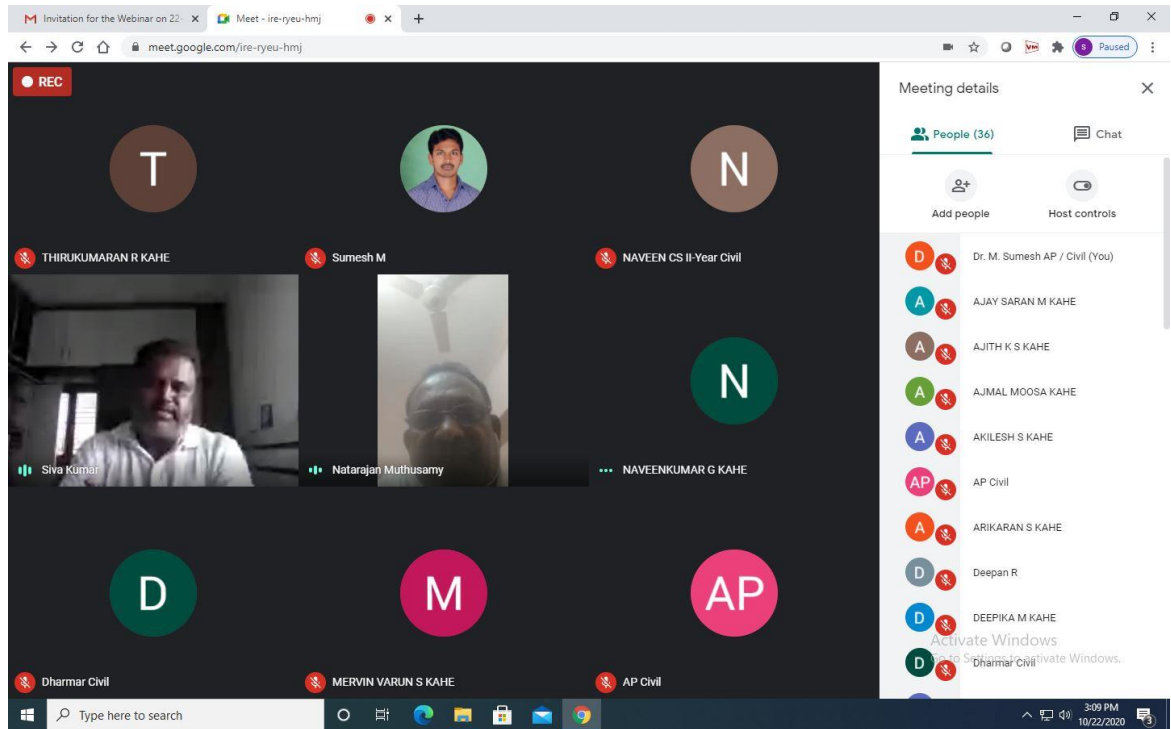 Invitation for the Webinar on 22-
Meet - ire-ryeu-hmj
meet.google.com/ire-ryeu-hmj
S
Paused
REC
Meeting details
People (36)
Chat
Add people
Host controls
T
N
THIRUKUMARAN R KAHE
Sumesh M
NAVEEN CS II-Year Civil
Siva Kumar
Natarajan Muthusamy
N
NAVEENKUMAR G KAHE
D
M
AP
Dharmar Civil
MERVIN VARUN S KAHE
AP Civil
D Dr. M. Sumesh AP / Civil (You)
A AJAY SARAN M KAHE
A AJITH K S KAHE
A AJMAL MOOSA KAHE
A AKILESH S KAHE
AP AP Civil
A ARIKARAN S KAHE
D Deepan R
D DEEPIKA M KAHE
D Dharmar Civil
Activate Windows
Go to Settings to activate Windows.
Type here to search
3:09 PM
10/22/2020
3